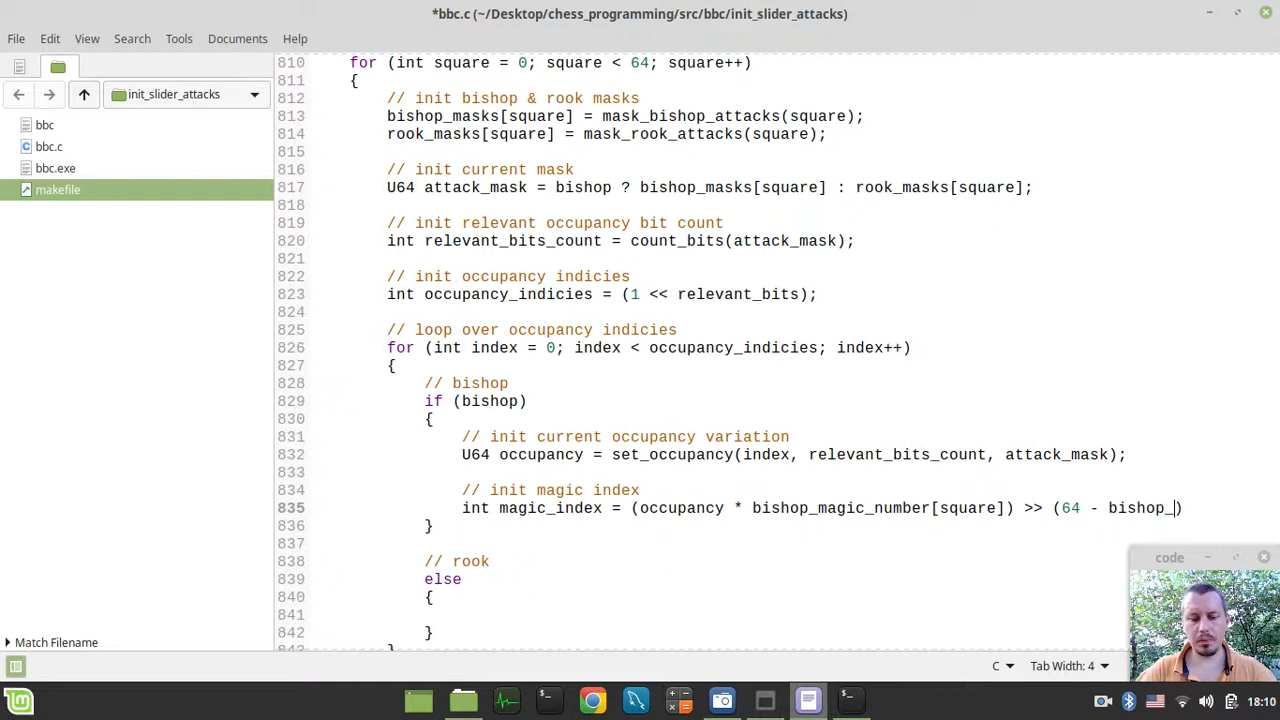 *bbc.c (~/Desktop/chess_programming/src/bbc/init_slider_attacks)
File Edit View Search Tools Documents Help
init_slider_attacks
bbc
bbc.c
bbc.exe
makefile
Match Filename
810 for (int square = 0; square < 64; square++)
811 {
812 // init bishop & rook masks
813 bishop_masks[square] = mask_bishop_attacks(square);
814 rook_masks[square] = mask_rook_attacks(square);
815
816 // init current mask
817 U64 attack_mask = bishop ? bishop_masks[square] : rook_masks[square];
818
819 // init relevant occupancy bit count
820 int relevant_bits_count = count_bits(attack_mask);
821
822 // init occupancy indicies
823 int occupancy_indicies = (1 << relevant_bits);
824
825 // loop over occupancy indicies
826 for (int index = 0; index < occupancy_indicies; index++)
827 {
828 // bishop
829 if (bishop)
830 {
831 // init current occupancy variation
832 U64 occupancy = set_occupancy(index, relevant_bits_count, attack_mask);
833
834 // init magic index
835 int magic_index = (occupancy * bishop_magic_number[square]) >> (64 - bishop_)
836 }
837
838 // rook
839 else
840 {
841
842 }
843 }
code
C Tab Width: 4
18:10